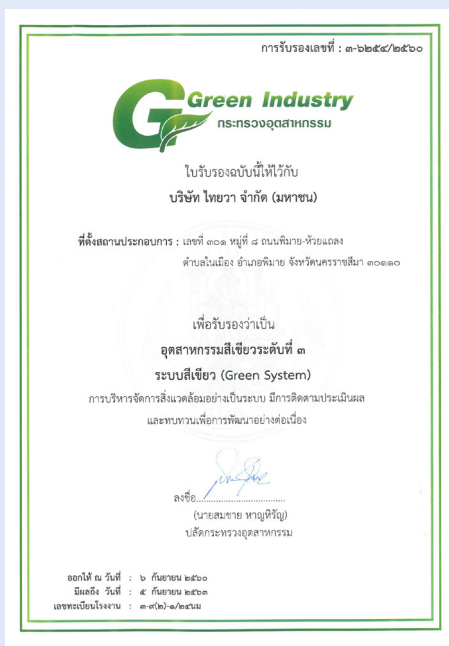 การรับรองเลขที่ : ๓-๖๒๕๔/๒๕๖๐
Green Industry
กระทรวงอุตสาหกรรม
ใบรับรองฉบับนี้ให้ไว้กับ
บริษัท ไทยวา จำกัด (มหาชน)
ที่ตั้งสถานประกอบการ : เลขที่ ๓๐๑ หมู่ที่ ๘ ถนนพิมาย-ห้วยแถลง
ตำบลในเมือง อำเภอพิมาย จังหวัดนครราชสีมา ๓๐๑๑๐
เพื่อรับรองว่าเป็น
อุตสาหกรรมสีเขียวระดับที่ ๓
ระบบสีเขียว (Green System)
การบริหารจัดการสิ่งแวดล้อมอย่างเป็นระบบ มีการติดตามประเมินผล
และทบทวนเพื่อการพัฒนาอย่างต่อเนื่อง
ลงชื่อ
(นายสมชาย หาญหิรัญ)
ปลัดกระทรวงอุตสาหกรรม
ออกให้ ณ วันที่ : ๖ กันยายน ๒๕๖๐
มีผลถึง วันที่ : ๕ กันยายน ๒๕๖๓
เลขทะเบียนโรงงาน : ๓-๙(๒)-๑/๒๔นม